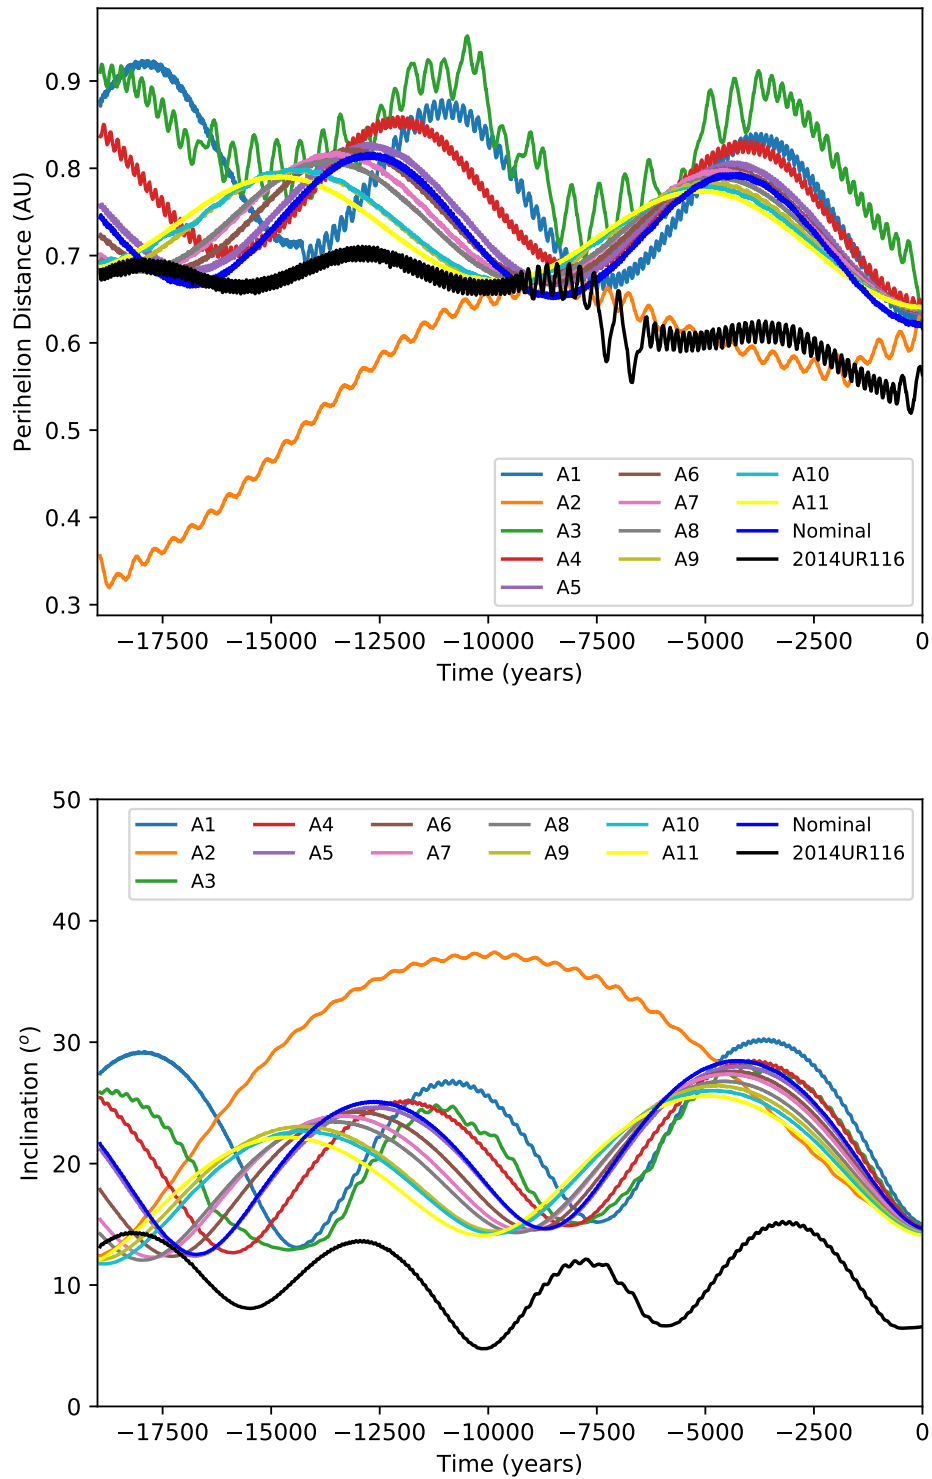 0.9
0.8
0.7
0.6
0.5
0.4
0.3
Perihelion Distance (AU)
A1 A6 A10
A2 A7 A11
A3 A8 Nominal
A4 A9 2014UR116
A5
−17500 −15000 −12500 −10000 −7500 −5000 −2500 0
Time (years)
50
40
30
20
10
0
Inclination (°)
A1 A4 A6 A8 A10 Nominal
A2 A5 A7 A9 A11 2014UR116
A3
−17500 −15000 −12500 −10000 −7500 −5000 −2500 0
Time (years)